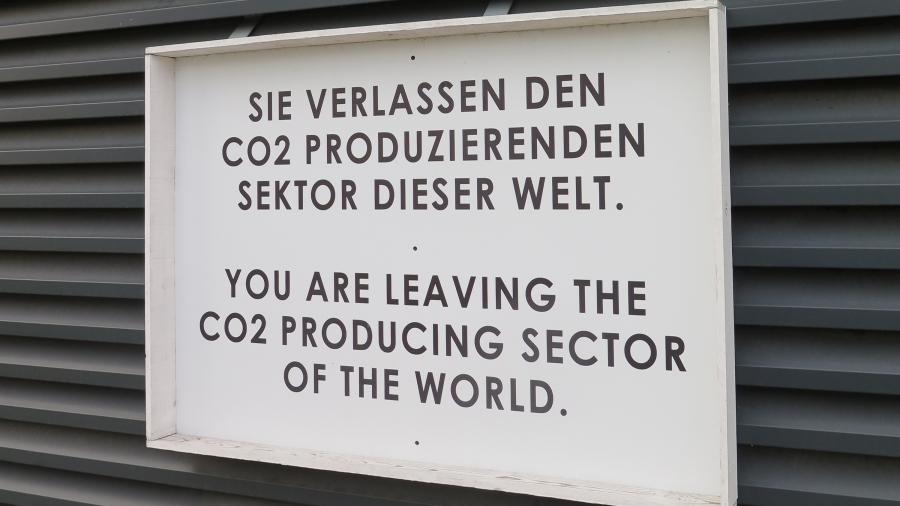 SIE VERLASSEN DEN
CO2 PRODUZIERENDEN
SEKTOR DIESER WELT.
YOU ARE LEAVING THE
CO2 PRODUCING SECTOR
OF THE WORLD.